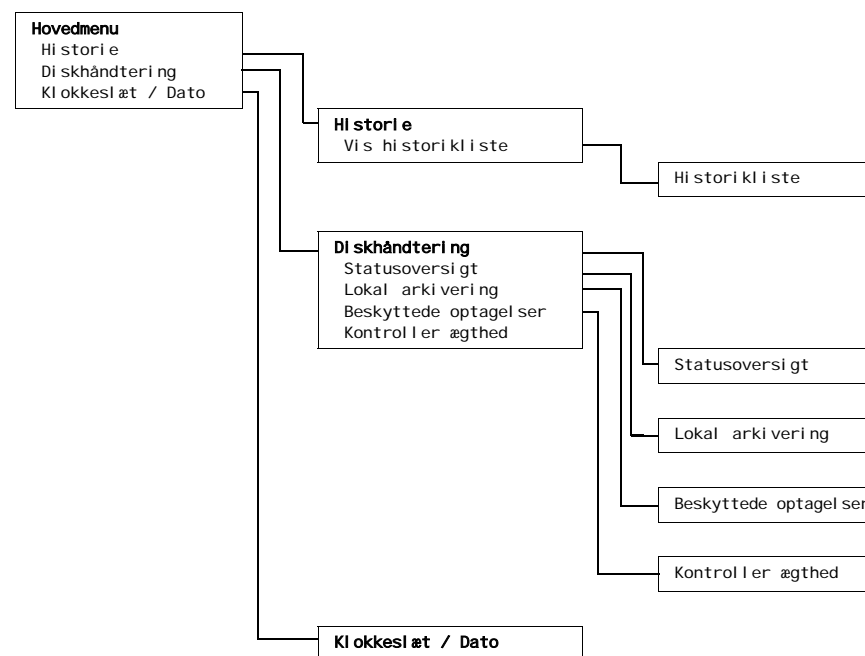 Hovedmenu
Historie
Diskhåndtering
Klokkeslæt / Dato
Historie
Vis historikliste
Historikliste
Diskhåndtering
Statusoversigt
Lokal arkivering
Beskyttede optagelser
Kontroller ægthed
Statusoversigt
Lokal arkivering
Beskyttede optagelser
Kontroller ægthed
Klokkeslæt / Dato